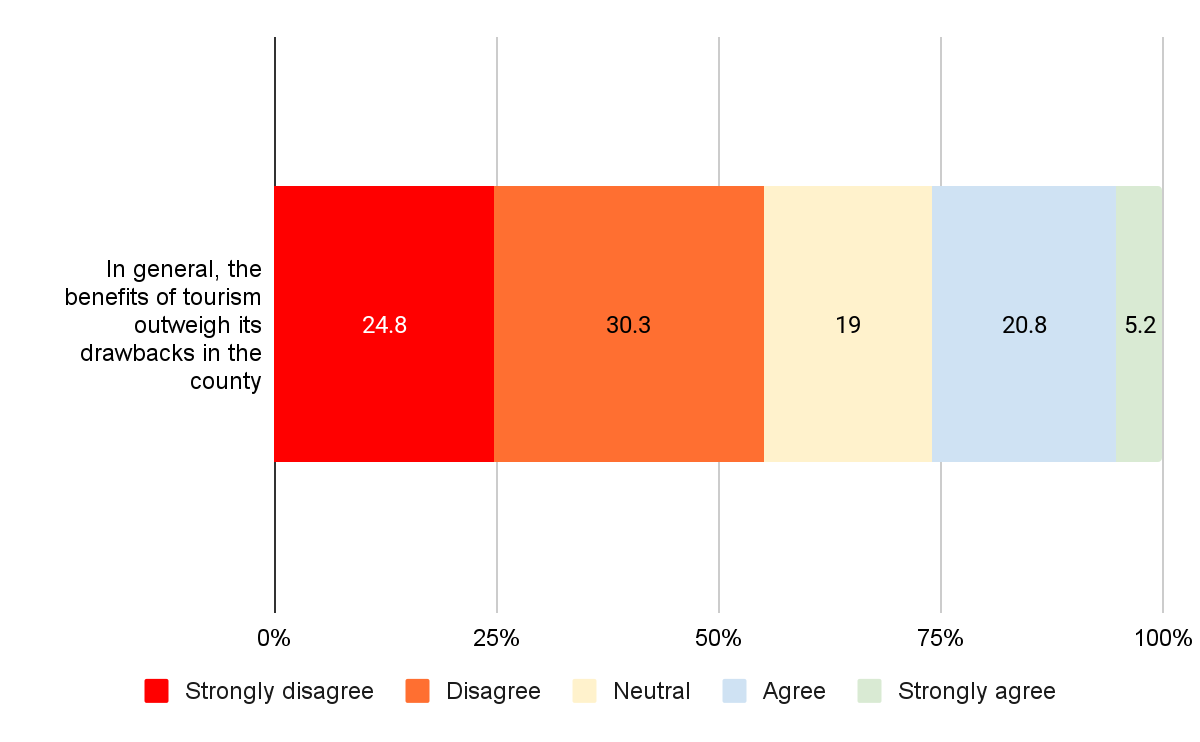 In general, the
benefits of tourism
outweigh its
drawbacks in the
county
24.8
30.3
19
20.8
5.2
0%
25%
50%
75%
100%
Strongly disagree
Disagree
Neutral
Agree
Strongly agree